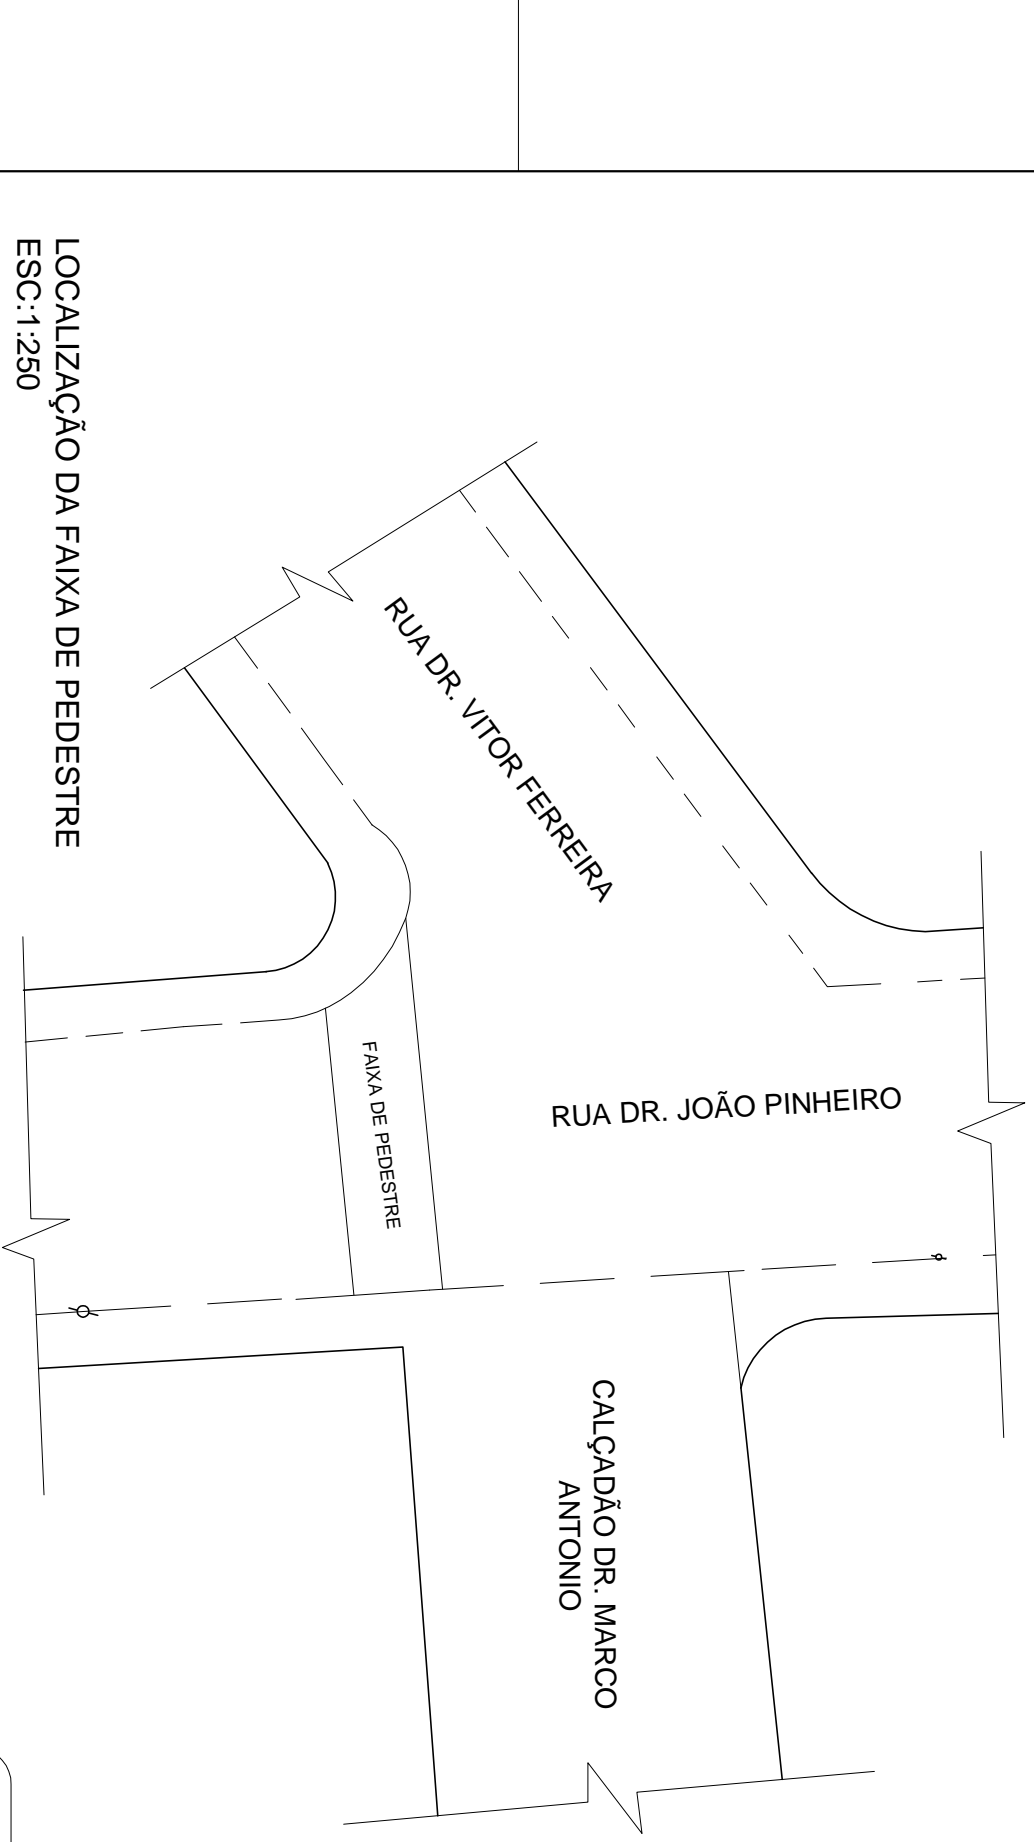 LOCALIZAÇÃO DA FAIXA DE PEDESTRE
ESC:1:250
RUA DR. VITOR FERREIRA
RUA DR. JOÃO PINHEIRO
FAIXA DE PEDESTRE
CALÇADÃO DR. MARCO
ANTONIO